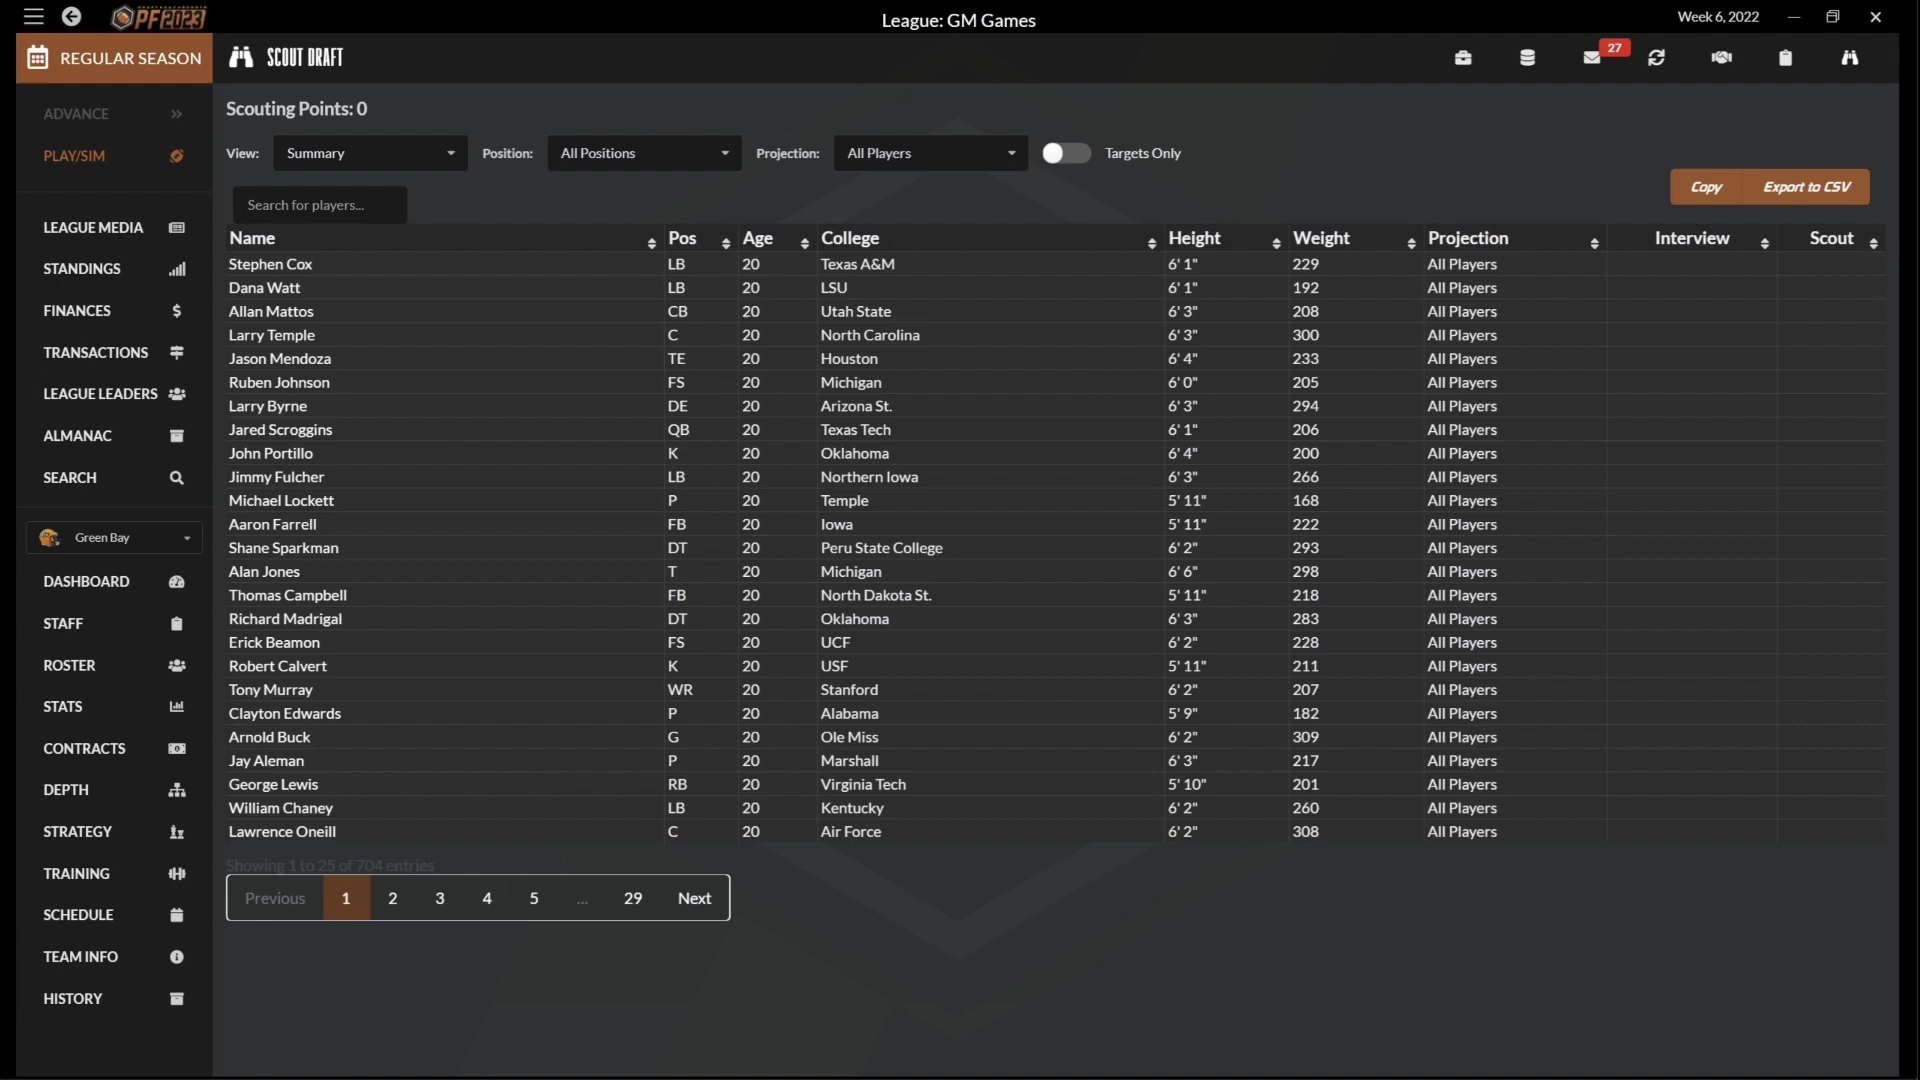 PF2023
League: GM Games
Week 6, 2022
REGULAR SEASON
SCOUT DRAFT
27
ADVANCE
PLAY/SIM
LEAGUE MEDIA
STANDINGS
FINANCES
TRANSACTIONS
LEAGUE LEADERS
ALMANAC
SEARCH
Green Bay
DASHBOARD
STAFF
ROSTER
STATS
CONTRACTS
DEPTH
STRATEGY
TRAINING
SCHEDULE
TEAM INFO
HISTORY
Scouting Points: 0
View: Summary Position: All Positions Projection: All Players Targets Only
Copy Export to CSV
Search for players...
Name Pos Age College Height Weight Projection Interview Scout
Stephen Cox LB 20 Texas A&M 6' 1" 229 All Players
Dana Watt LB 20 LSU 6' 1" 192 All Players
Allan Mattos CB 20 Utah State 6' 3" 208 All Players
Larry Temple C 20 North Carolina 6' 3" 300 All Players
Jason Mendoza TE 20 Houston 6' 4" 233 All Players
Ruben Johnson FS 20 Michigan 6' 0" 205 All Players
Larry Byrne DE 20 Arizona St. 6' 3" 294 All Players
Jared Scroggins QB 20 Texas Tech 6' 1" 206 All Players
John Portillo K 20 Oklahoma 6' 4" 200 All Players
Jimmy Fulcher LB 20 Northern Iowa 6' 3" 266 All Players
Michael Lockett P 20 Temple 5' 11" 168 All Players
Aaron Farrell FB 20 Iowa 5' 11" 222 All Players
Shane Sparkman DT 20 Peru State College 6' 2" 293 All Players
Alan Jones T 20 Michigan 6' 6" 298 All Players
Thomas Campbell FB 20 North Dakota St. 5' 11" 218 All Players
Richard Madrigal DT 20 Oklahoma 6' 3" 283 All Players
Erick Beamon FS 20 UCF 6' 2" 228 All Players
Robert Calvert K 20 USF 5' 11" 211 All Players
Tony Murray WR 20 Stanford 6' 2" 207 All Players
Clayton Edwards P 20 Alabama 5' 9" 182 All Players
Arnold Buck G 20 Ole Miss 6' 2" 309 All Players
Jay Aleman P 20 Marshall 6' 3" 217 All Players
George Lewis RB 20 Virginia Tech 5' 10" 201 All Players
William Chaney LB 20 Kentucky 6' 2" 260 All Players
Lawrence Oneill C 20 Air Force 6' 2" 308 All Players
Showing 1 to 25 of 704 entries
Previous 1 2 3 4 5 ... 29 Next